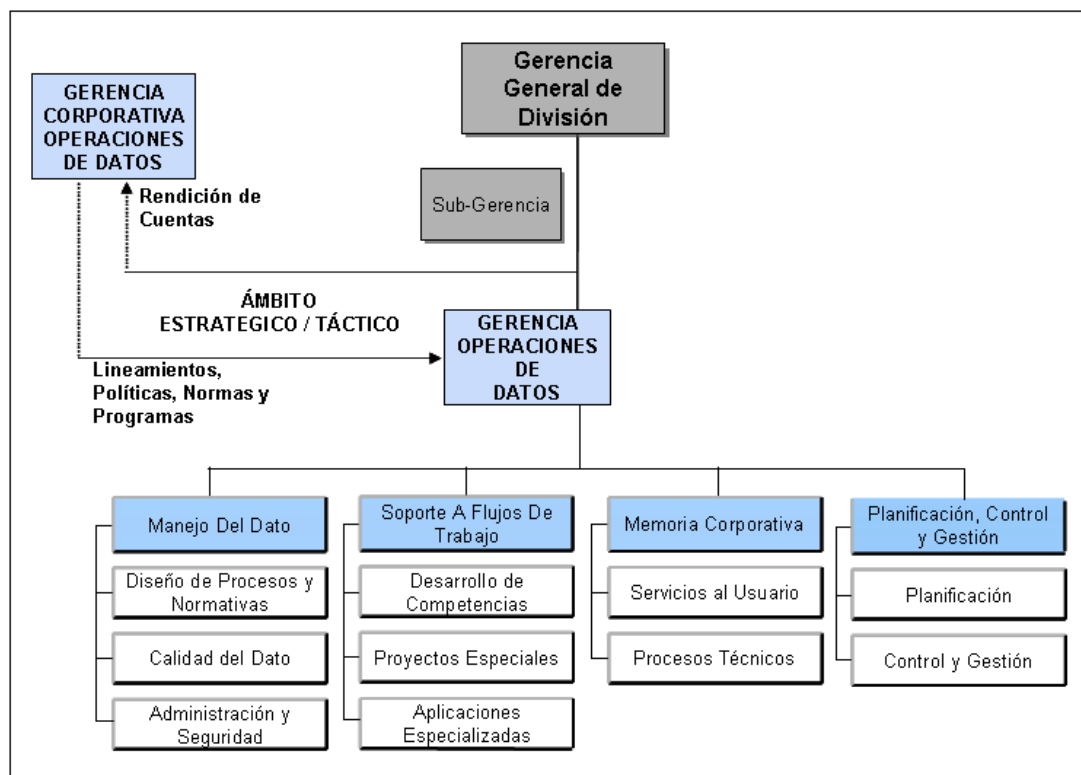 Gerencia
General de
División
GERENCIA
CORPORATIVA
OPERACIONES
DE DATOS
Sub-Gerencia
Rendición de
Cuentas
ÁMBITO
ESTRATEGICO / TÁCTICO
GERENCIA
OPERACIONES
DE
DATOS
Lineamientos,
Políticas, Normas y
Programas
Manejo Del Dato
Diseño de Procesos y
Normativas
Calidad del Dato
Administración y
Seguridad
Soporte A Flujos De
Trabajo
Desarrollo de
Competencias
Proyectos Especiales
Aplicaciones
Especializadas
Memoria Corporativa
Servicios al Usuario
Procesos Técnicos
Planificación, Control
y Gestión
Planificación
Control y Gestión